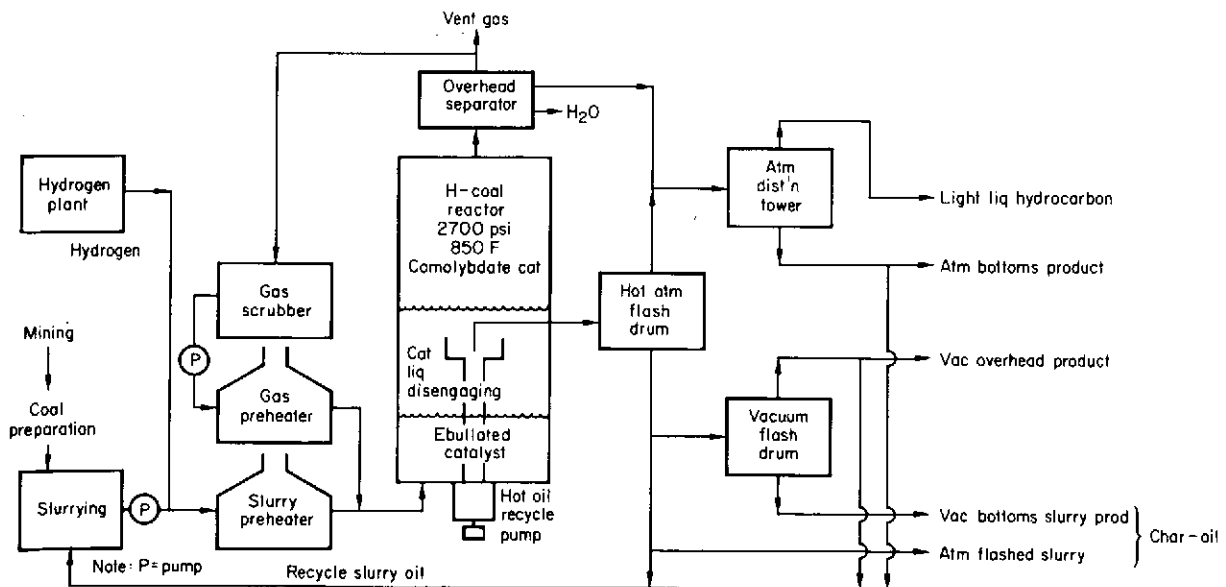 Vent gas
Overhead
separator
H₂O
Hydrogen
plant
Hydrogen
H-coal
reactor
2700 psi
850 F
Comolybdate cat
Atm
dist'n
tower
Light liq hydrocarbon
Atm bottoms product
Gas
scrubber
Hot atm
flash
drum
Mining
P
Cat
liq
disengaging
Vac overhead product
Coal
preparation
Gas
preheater
Ebullated
catalyst
Vacuum
flash
drum
Slurrying
P
Slurry
preheater
Hot oil
recycle
pump
Vac bottoms slurry prod
Char-oil
Atm flashed slurry
Note: P=pump
Recycle slurry oil